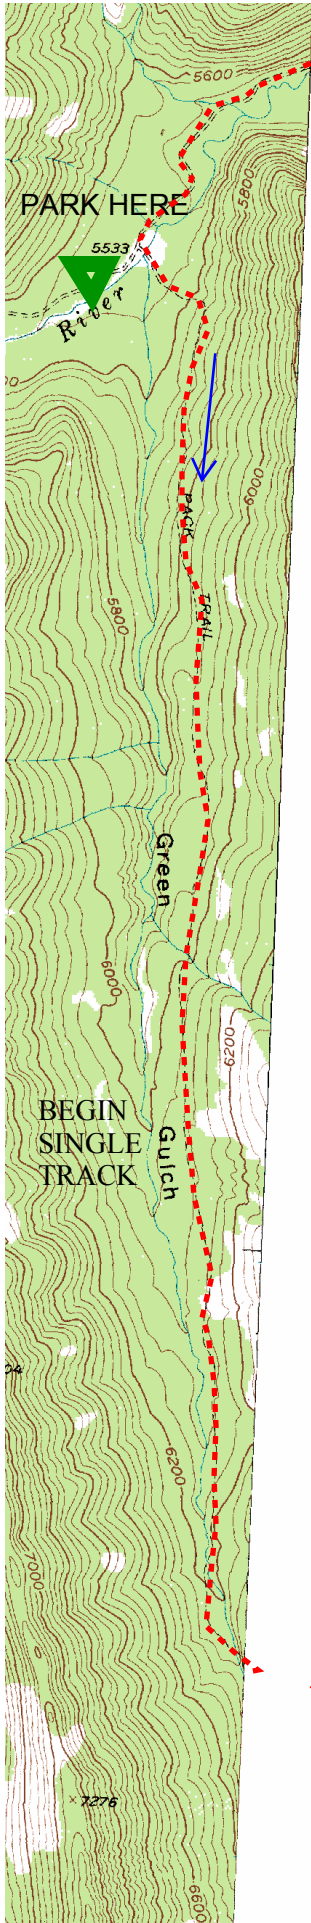 5600
5800
PARK HERE
5533
River
6000
PACK
TRAIL
5800
Green
6000
6200
BEGIN
SINGLE
TRACK
Gulch
04
6200
7000
7276
6600